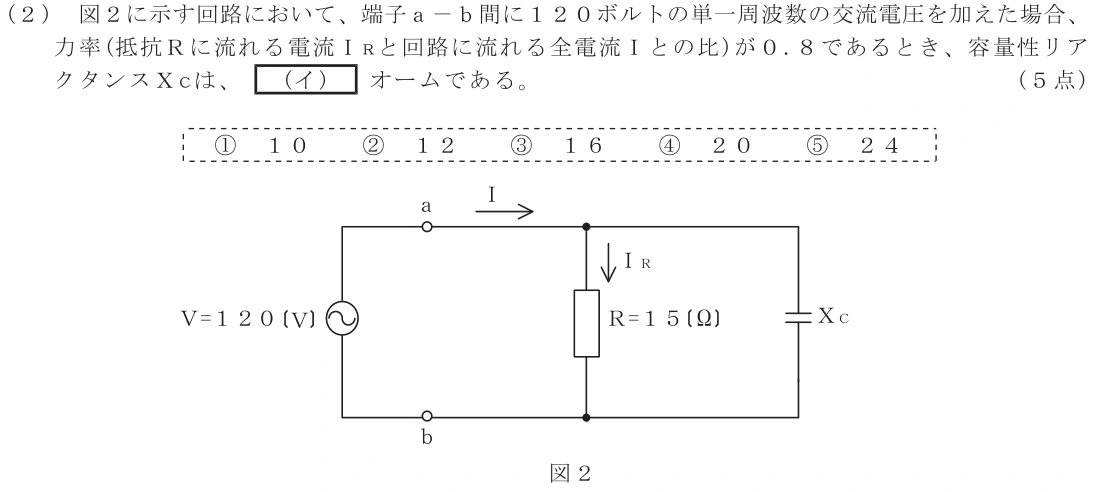 (２) 図２に示す回路において、端子ａ－ｂ間に１２０ボルトの単一周波数の交流電圧を加えた場合、
力率(抵抗Ｒに流れる電流ＩRと回路に流れる全電流Ｉとの比)が０.８であるとき、容量性リア
クタンスＸcは、 (イ) オームである。 (５点)
① １０ ② １２ ③ １６ ④ ２０ ⑤ ２４
I
a
I R
V=１２０〔V〕 R=１５〔Ω〕 X C
b
図２